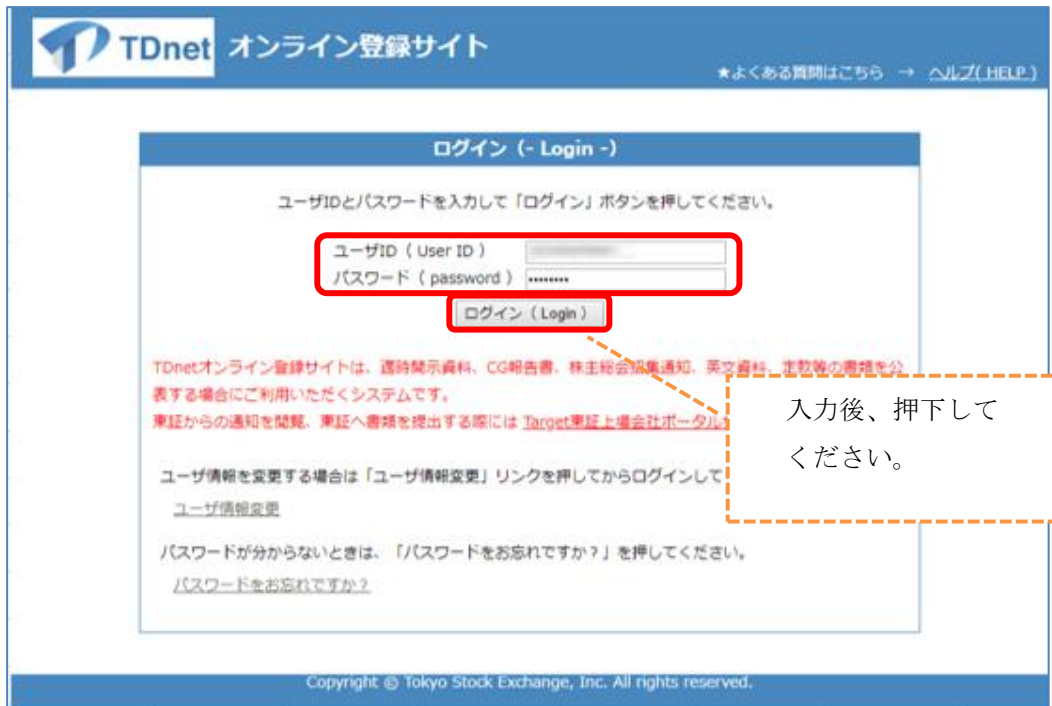 TDnet オンライン登録サイト
★よくある質問はこちら → ヘルプ( HELP )
ログイン (- Login -)
ユーザIDとパスワードを入力して「ログイン」ボタンを押してください。
ユーザID ( User ID )
パスワード ( password ) ••••••••
ログイン ( Login )
TDnetオンライン登録サイトは、適時開示資料、CG報告書、株主総会招集通知、英文資料、定款等の書類を公
表する場合にご利用いただくシステムです。
東証からの通知を閲覧、東証へ書類を提出する際には Target東証上場会社ポータル
入力後、押下して
ください。
ユーザ情報を変更する場合は「ユーザ情報変更」リンクを押してからログインして
ユーザ情報変更
パスワードが分からないときは、「パスワードをお忘れですか？」を押してください。
パスワードをお忘れですか？
Copyright © Tokyo Stock Exchange, Inc. All rights reserved.